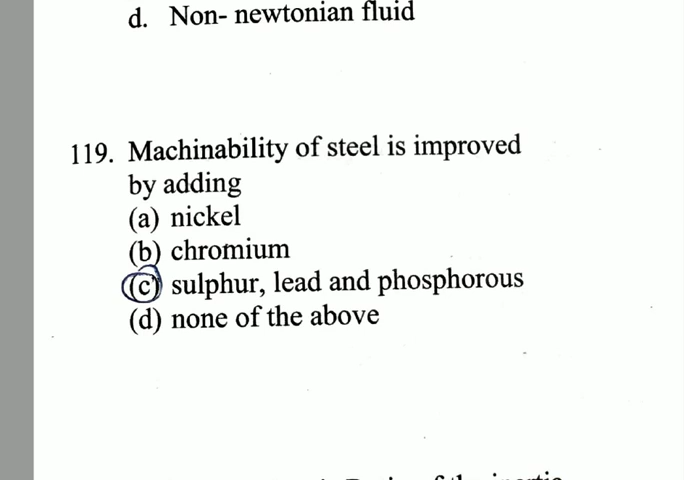 d. Non- newtonian fluid
119. Machinability of steel is improved
by adding
(a) nickel
(b) chromium
(c) sulphur, lead and phosphorous
(d) none of the above